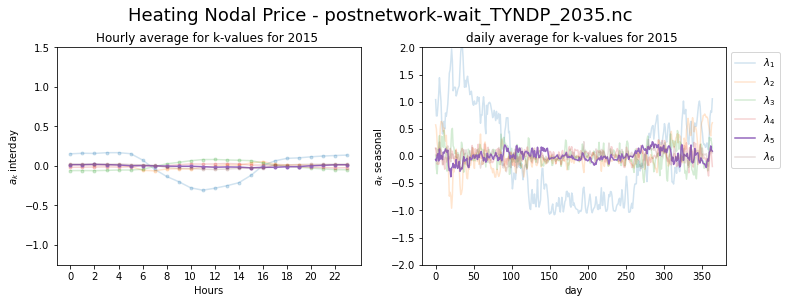 Heating Nodal Price - postnetwork-wait_TYNDP_2035.nc
Hourly average for k-values for 2015
1.5
1.0
0.5
0.0
−0.5
−1.0
a_k interday
0 2 4 6 8 10 12 14 16 18 20 22
Hours
daily average for k-values for 2015
2.0
1.5
1.0
0.5
0.0
−0.5
−1.0
−1.5
−2.0
a_k seasonal
0 50 100 150 200 250 300 350
day
λ₁
λ₂
λ₃
λ₄
λ₅
λ₆